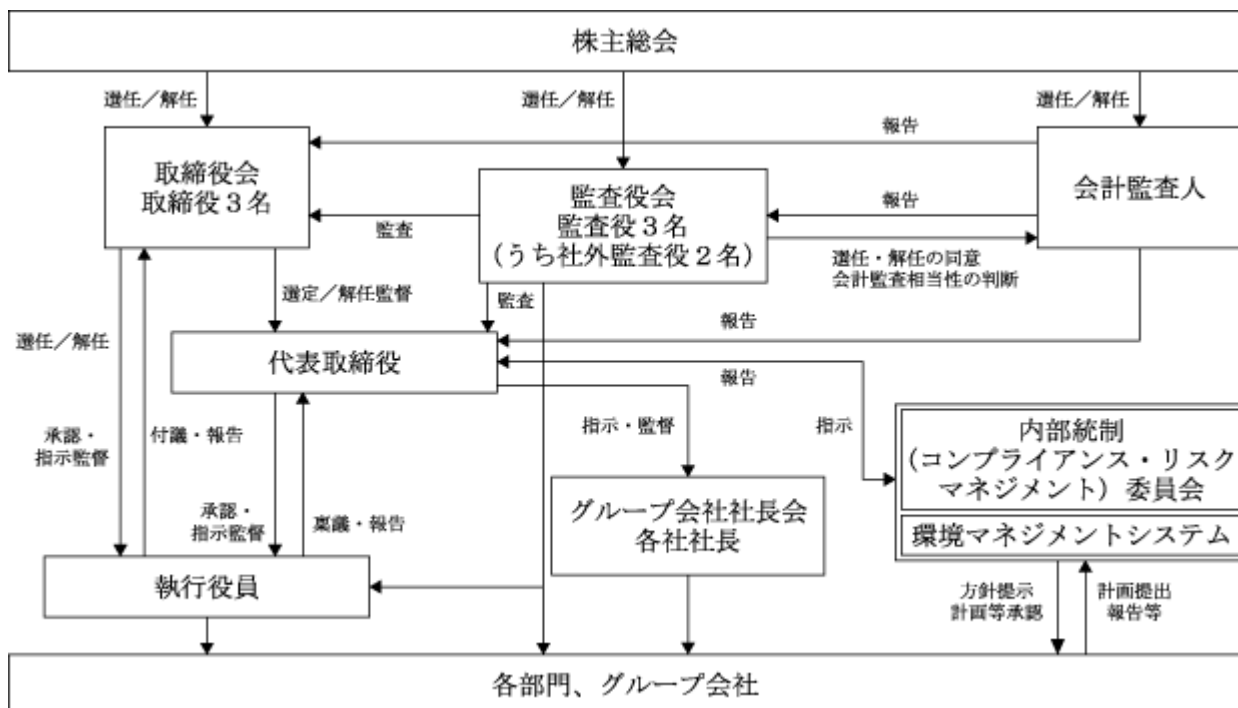 株主総会
選任／解任
選任／解任
選任／解任
報告
取締役会
取締役３名
監査役会
監査役３名
（うち社外監査役２名）
会計監査人
報告
監査
選任・解任の同意
会計監査相当性の判断
選定／解任監督
監査
選任／解任
報告
代表取締役
報告
承認・
指示監督
付議・報告
指示・監督
指示
内部統制
（コンプライアンス・リスク
マネジメント）委員会
環境マネジメントシステム
承認・
指示監督
稟議・報告
グループ会社社長会
各社社長
執行役員
方針提示
計画等承認
計画提出
報告等
各部門、グループ会社